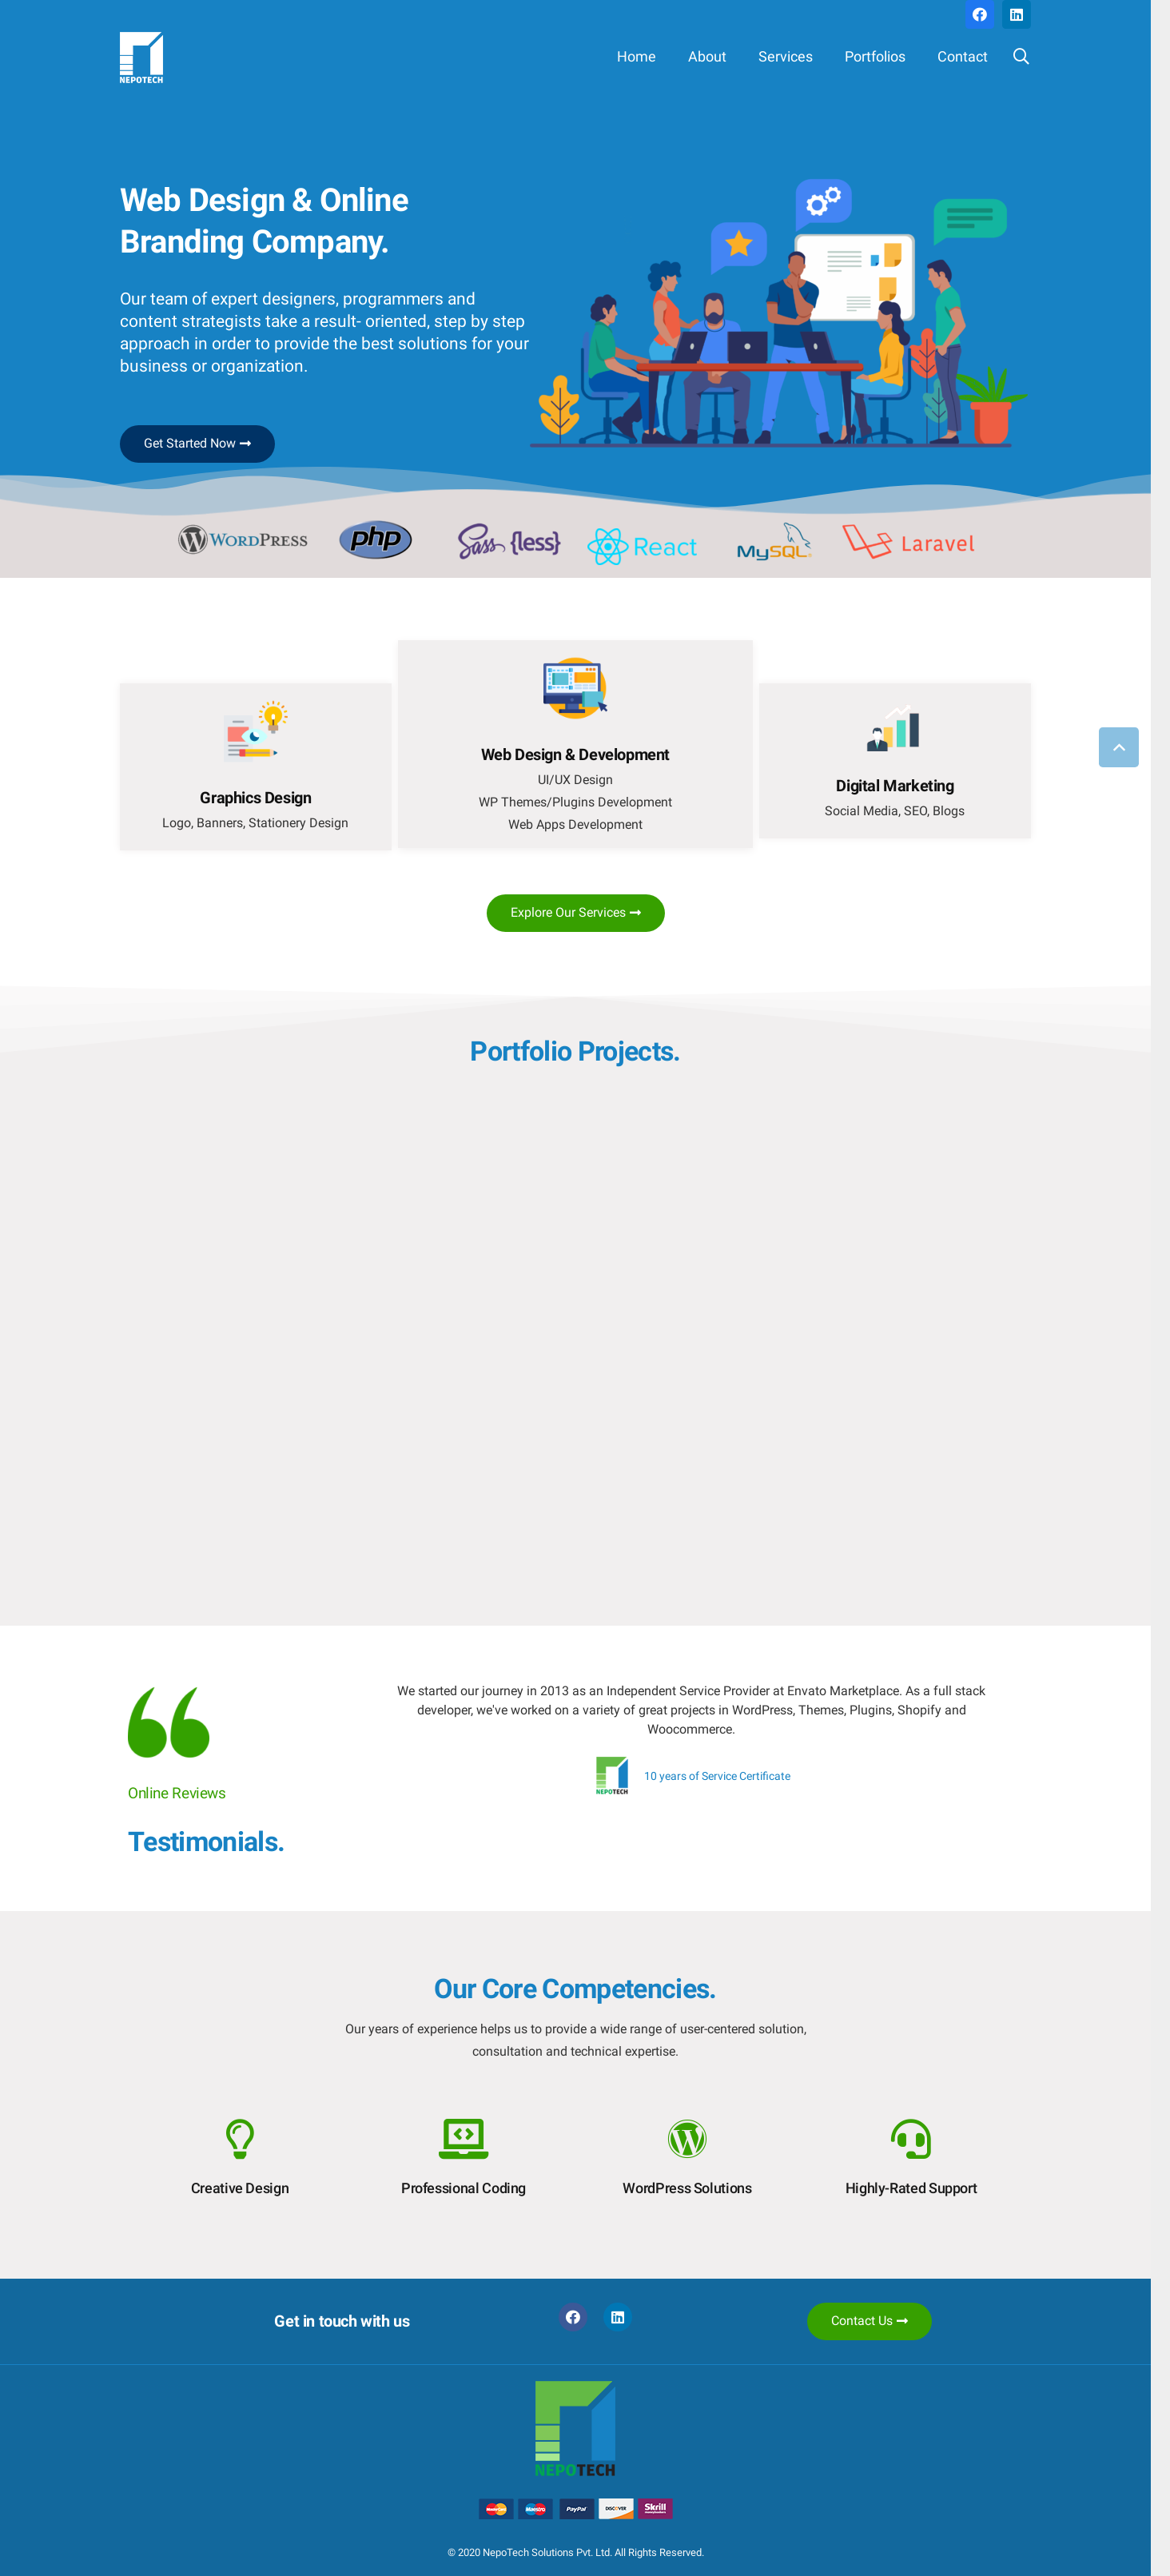 NEPOTECH
Home About Services Portfolios Contact
Web Design & Online
Branding Company.
Our team of expert designers, programmers and
content strategists take a result- oriented, step by step
approach in order to provide the best solutions for your
business or organization.
Get Started Now
WORDPRESS
php
Sass {less}
React
MySQL
Laravel
Graphics Design
Logo, Banners, Stationery Design
Web Design & Development
UI/UX Design
WP Themes/Plugins Development
Web Apps Development
Digital Marketing
Social Media, SEO, Blogs
Explore Our Services
Portfolio Projects.
Online Reviews
Testimonials.
We started our journey in 2013 as an Independent Service Provider at Envato Marketplace. As a full stack
developer, we've worked on a variety of great projects in WordPress, Themes, Plugins, Shopify and
Woocommerce.
NEPOTECH
10 years of Service Certificate
Our Core Competencies.
Our years of experience helps us to provide a wide range of user-centered solution,
consultation and technical expertise.
Creative Design
Professional Coding
WordPress Solutions
Highly-Rated Support
Get in touch with us
Contact Us
NEPOTECH
MasterCard Maestro PayPal DISCOVER Skrill
© 2020 NepoTech Solutions Pvt. Ltd. All Rights Reserved.